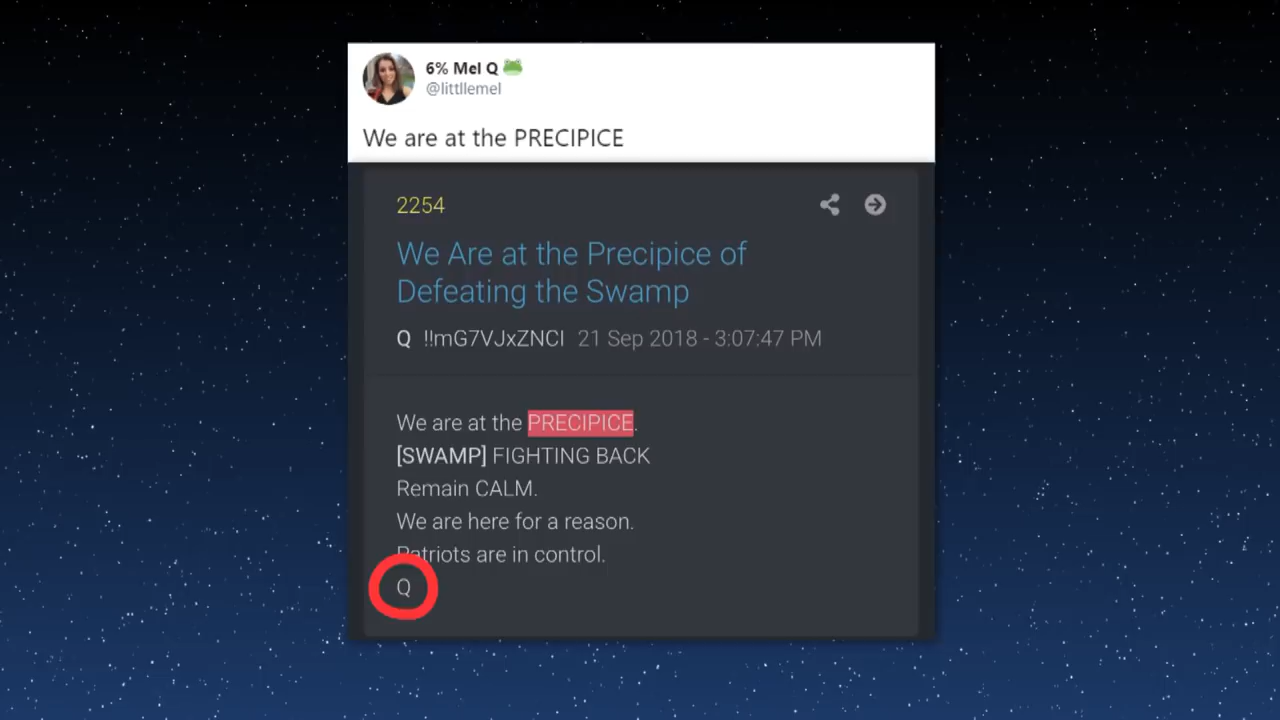 6% Mel Q 🐸
@littllemel
We are at the PRECIPICE
2254
We Are at the Precipice of
Defeating the Swamp
Q !!mG7VJxZNCI 21 Sep 2018 - 3:07:47 PM
We are at the PRECIPICE.
[SWAMP] FIGHTING BACK
Remain CALM.
We are here for a reason.
Patriots are in control.
Q